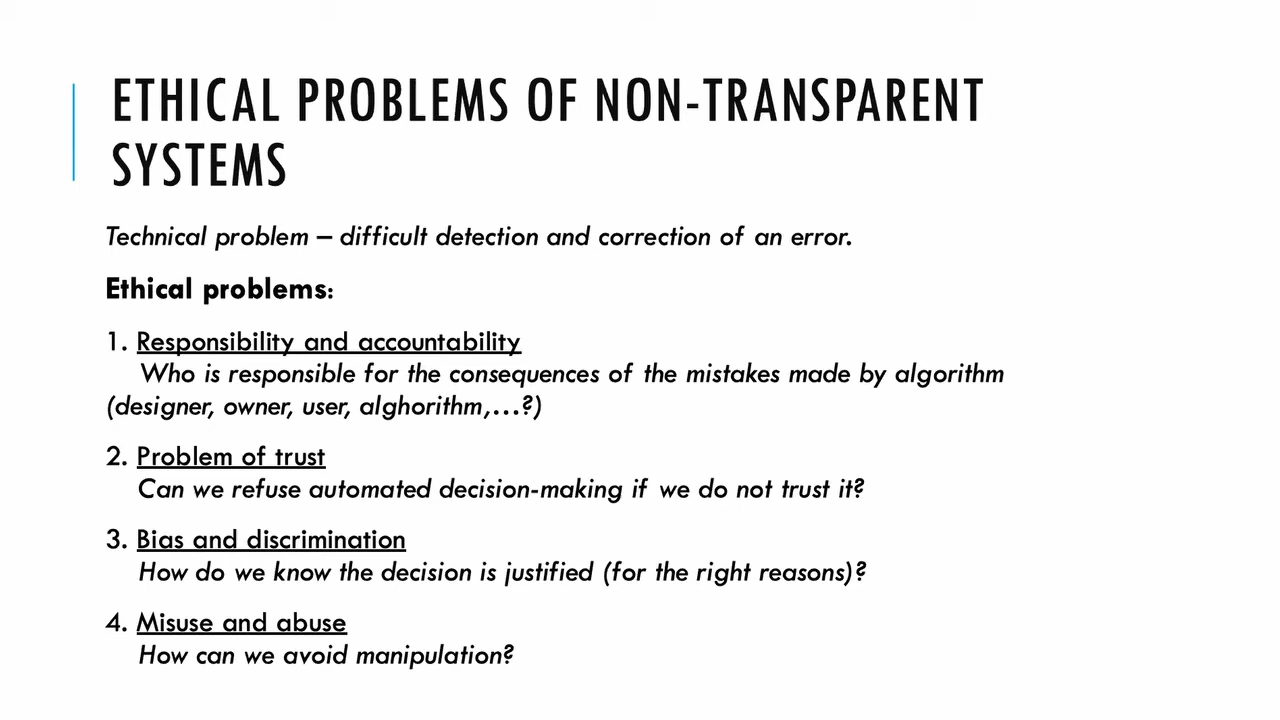 ETHICAL PROBLEMS OF NON-TRANSPARENT
SYSTEMS
Technical problem – difficult detection and correction of an error.
Ethical problems:
1. Responsibility and accountability
Who is responsible for the consequences of the mistakes made by algorithm
(designer, owner, user, alghorithm,…?)
2. Problem of trust
Can we refuse automated decision-making if we do not trust it?
3. Bias and discrimination
How do we know the decision is justified (for the right reasons)?
4. Misuse and abuse
How can we avoid manipulation?